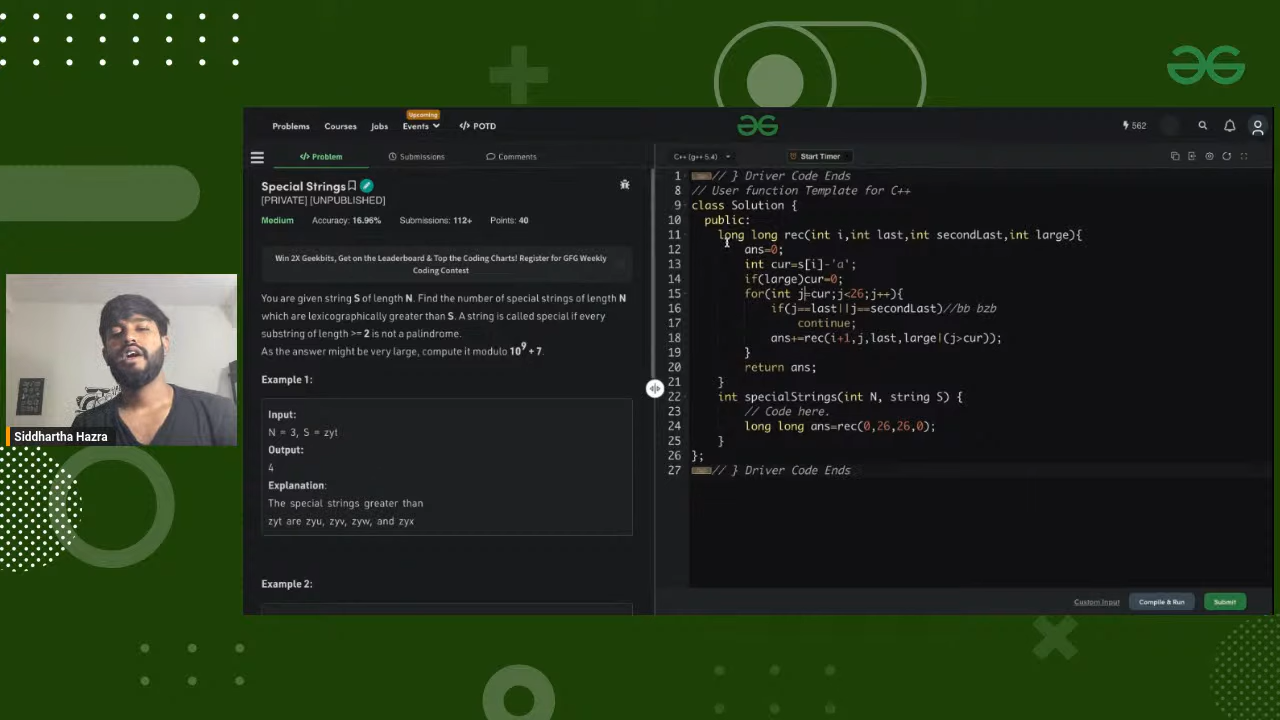 Problems Courses Jobs Events </> POTD
Upcoming
562
</> Problem Submissions Comments
C++ (g++ 5.4) Start Timer
Special Strings
[PRIVATE] [UNPUBLISHED]
Medium Accuracy: 16.96% Submissions: 112+ Points: 40
Win 2X Geekbits, Get on the Leaderboard & Top the Coding Charts! Register for GFG Weekly
Coding Contest
You are given string S of length N. Find the number of special strings of length N
which are lexicographically greater than S. A string is called special if every
substring of length >= 2 is not a palindrome.
As the answer might be very large, compute it modulo 10^9 + 7.
Example 1:
Input:
N = 3, S = zyt
Output:
4
Explanation:
The special strings greater than
zyt are zyu, zyv, zyw, and zyx
Example 2:
1 // } Driver Code Ends
8 // User function Template for C++
9 class Solution {
10 public:
11 long long rec(int i,int last,int secondLast,int large){
12 ans=0;
13 int cur=s[i]-'a';
14 if(large)cur=0;
15 for(int j=cur;j<26;j++){
16 if(j==last||j==secondLast)//bb bzb
17 continue;
18 ans+=rec(i+1,j,last,large|(j>cur));
19 }
20 return ans;
21 }
22 int specialStrings(int N, string S) {
23 // Code here.
24 long long ans=rec(0,26,26,0);
25 }
26 };
27 // } Driver Code Ends
Custom Input Compile & Run Submit
Siddhartha Hazra